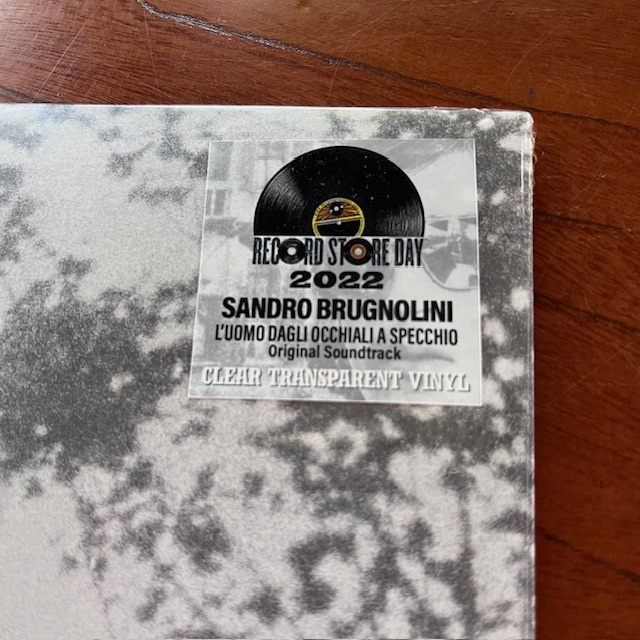 RECORD STORE DAY
2022
SANDRO BRUGNOLINI
L'UOMO DAGLI OCCHIALI A SPECCHIO
Original Soundtrack
CLEAR TRANSPARENT VINYL